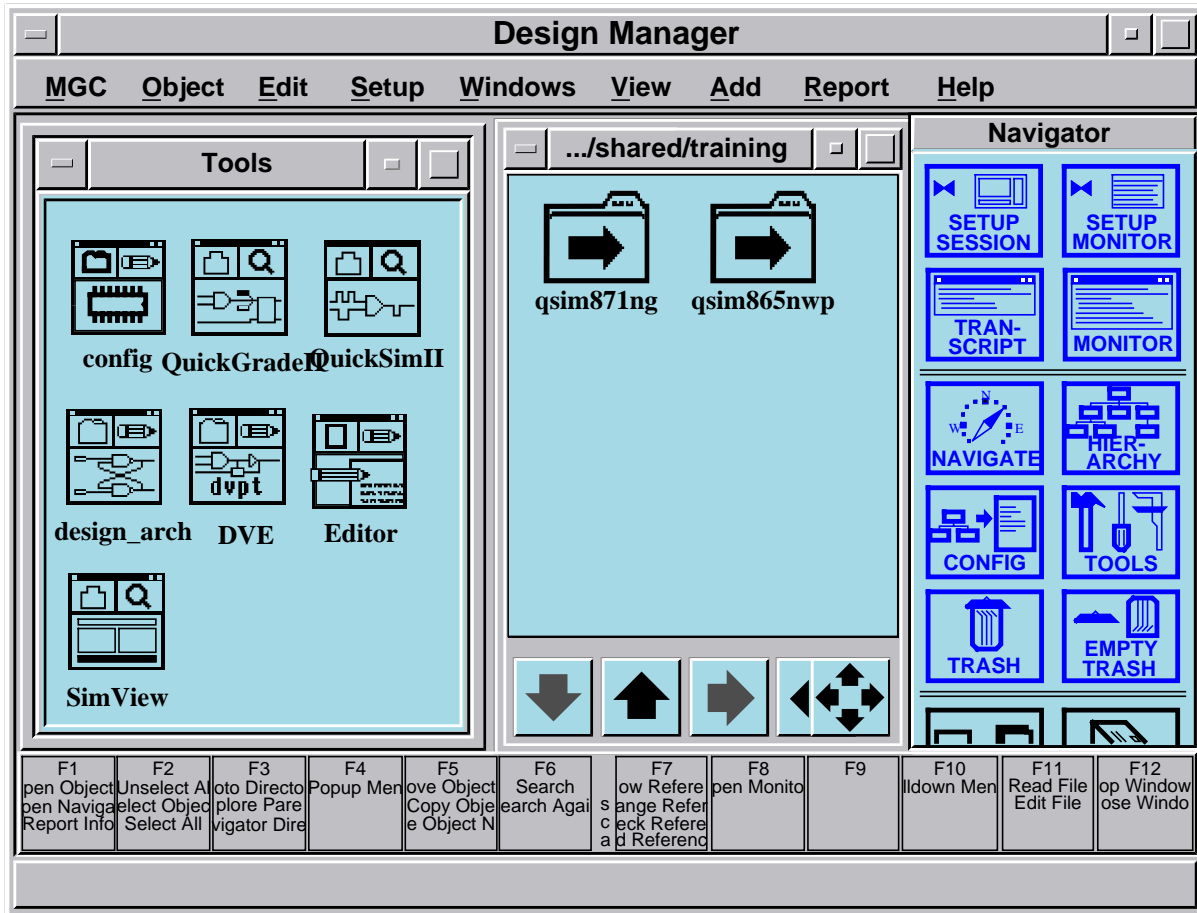 Design Manager
MGC Object Edit Setup Windows View Add Report Help
Tools
.../shared/training
Navigator
config QuickGradeII QuickSimII
design_arch DVE Editor
SimView
qsim871ng qsim865nwp
SETUP SESSION
SETUP MONITOR
TRAN-
SCRIPT
MONITOR
N
W E
NAVIGATE
HIER-
ARCHY
CONFIG
TOOLS
TRASH
EMPTY
TRASH
dvpt
F1
pen Object
pen Naviga
Report Info
F2
Unselect Al
elect Objec
Select All
F3
oto Directo
plore Pare
vigator Dire
F4
Popup Men
F5
ove Object
Copy Obje
e Object N
F6
Search
earch Agai
s
c
a
F7
ow Refere
ange Refer
eck Refere
d Referenc
F8
pen Monito
F9
F10
lldown Men
F11
Read File
Edit File
F12
op Window
ose Windo